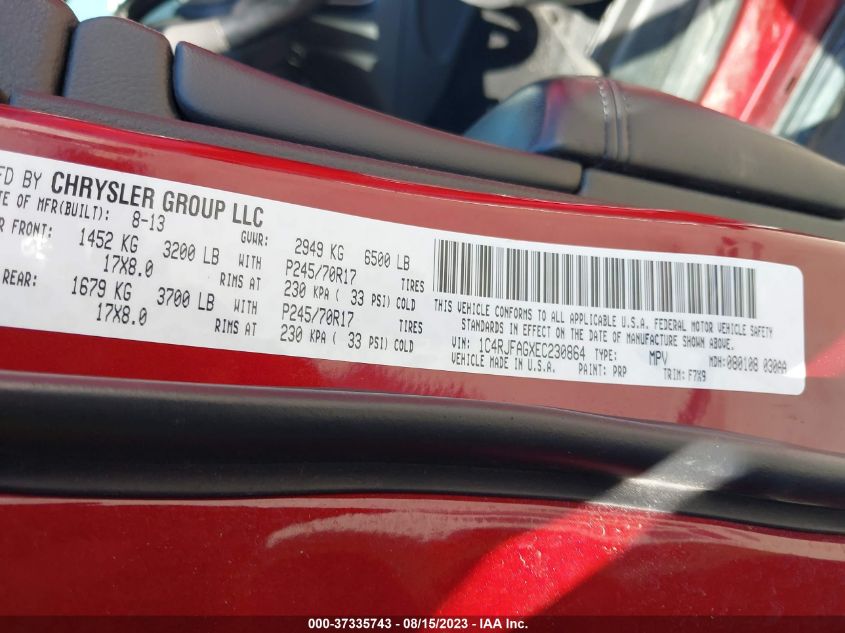 FD BY CHRYSLER GROUP LLC
TE OF MFR(BUILT): 8-13 GVWR: 2949 KG 6500 LB
R FRONT: 1452 KG 3200 LB WITH P245/70R17 TIRES
17X8.0 RIMS AT 230 KPA ( 33 PSI) COLD
REAR: 1679 KG 3700 LB WITH P245/70R17 TIRES
17X8.0 RIMS AT 230 KPA ( 33 PSI) COLD
THIS VEHICLE CONFORMS TO ALL APPLICABLE U.S.A. FEDERAL MOTOR VEHICLE SAFETY
STANDARDS IN EFFECT ON THE DATE OF MANUFACTURE SHOWN ABOVE.
VIN: 1C4RJFAGXEC230864 TYPE: MPV MDH: 080108 030AA
VEHICLE MADE IN U.S.A. PAINT: PRP TRIM: F7X9
000-37335743 - 08/15/2023 - IAA Inc.